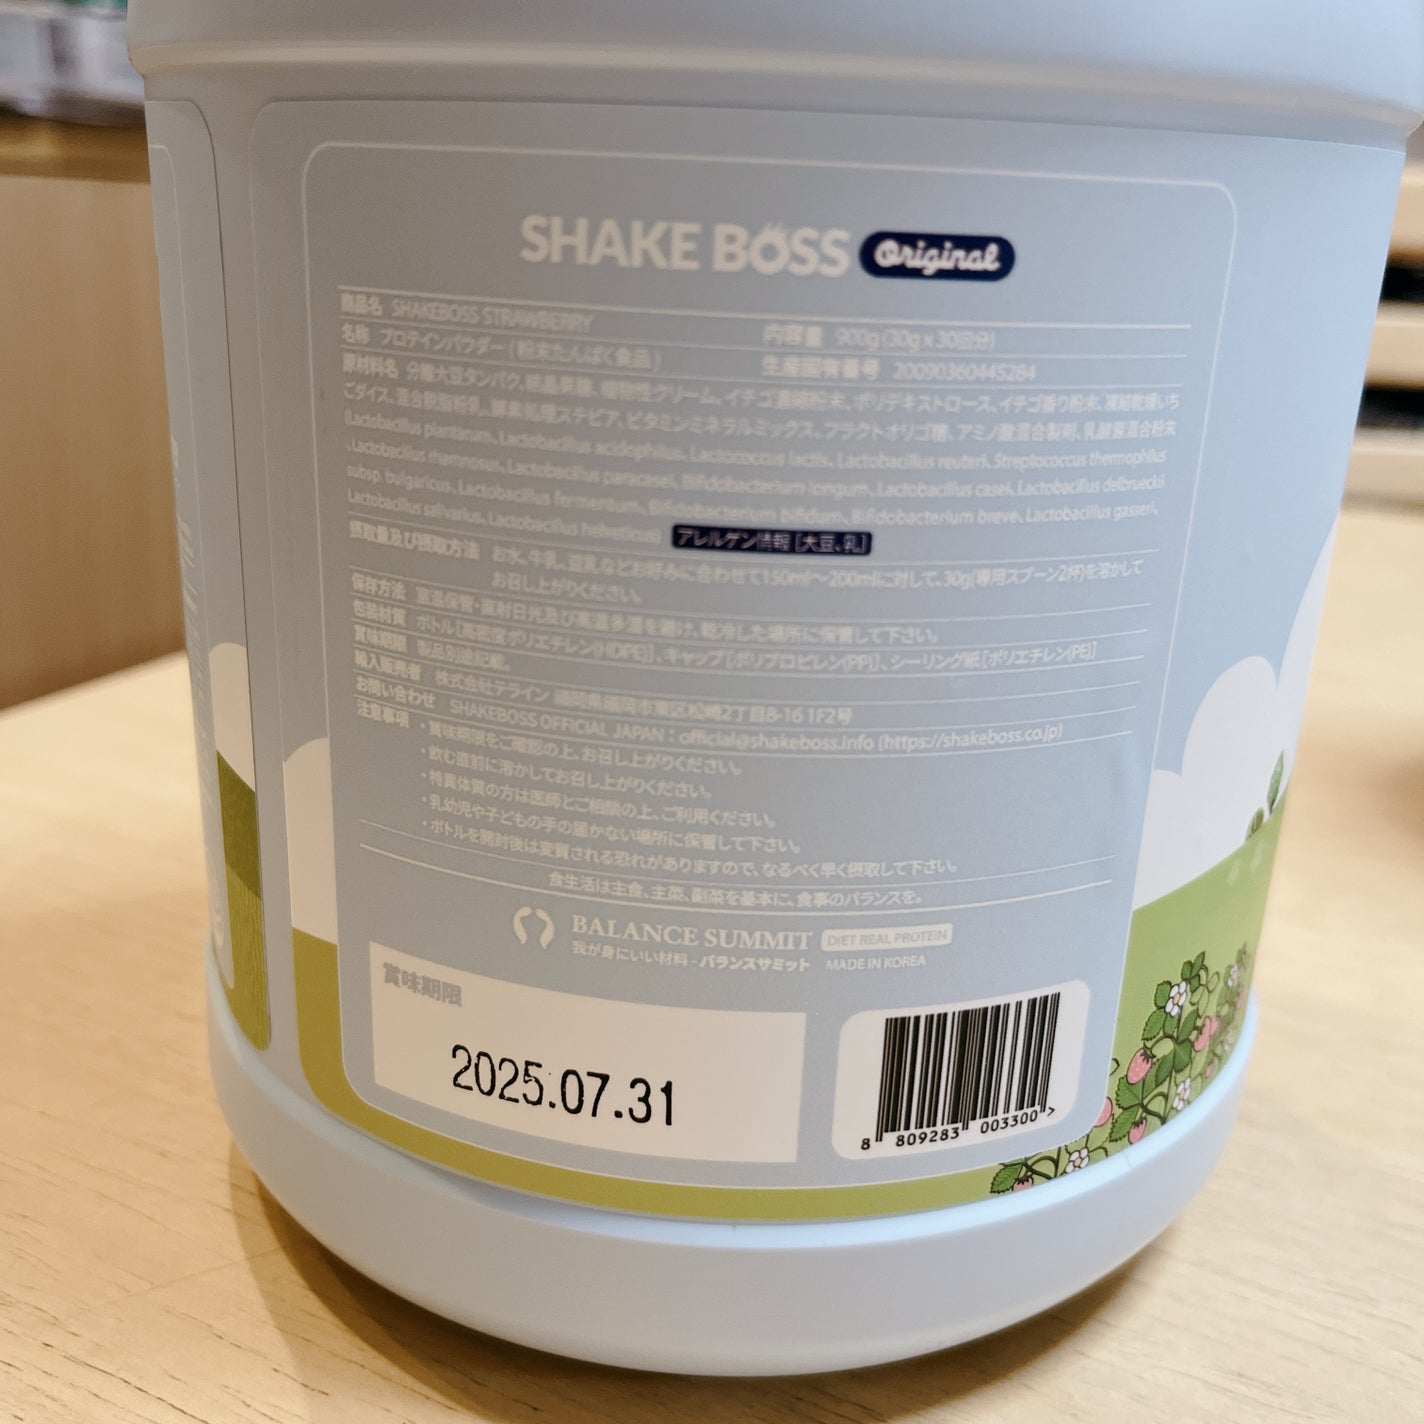 SHAKE BOSS Original
商品名 SHAKEBOSS STRAWBERRY
内容量 900g (30g x 30回分)
名称 プロテインパウダー (粉末たんぱく食品)
生産国有番号 20090360445284
原材料名 分離大豆タンパク、結晶果糖、植物性クリーム、イチゴ濃縮粉末、ポリデキストロース、イチゴ香り粉末、凍結乾燥いち
ごダイス、混合脱脂粉乳、酵素処理ステビア、ビタミンミネラルミックス、フラクトオリゴ糖、アミノ酸混合製剤、乳酸菌混合粉末
(Lactobacillus plantarum、Lactobacillus acidophilus、Lactococcus lactis、Lactobacillus reuteri、Streptococcus thermophilus
、Lactobacillus rhamnosus、Lactobacillus paracasei、Bifidobacterium longum、Lactobacillus casei、Lactobacillus delbrueckii
subsp. bulgaricus、Lactobacillus fermentum、Bifidobacterium bifidum、Bifidobacterium breve、Lactobacillus gasseri、
Lactobacillus salivarius、Lactobacillus helveticus) アレルゲン情報 [大豆、乳]
摂取量及び摂取方法 お水、牛乳、豆乳などお好みに合わせて150ml〜200mlに対して、30g(専用スプーン2杯)を溶かして
お召し上がりください。
保存方法 室温保管・直射日光及び高温多湿を避け、乾冷した場所に保管して下さい。
包装材質 ボトル[高密度ポリエチレン(HDPE)]、キャップ[ポリプロピレン(PP)]、シーリング紙[ポリエチレン(PE)]
賞味期限 製品別途記載。
輸入販売者 株式会社テライン 福岡県福岡市東区松崎2丁目8-16 1F2号
お問い合わせ SHAKEBOSS OFFICIAL JAPAN : official@shakeboss.info (https://shakeboss.co.jp)
注意事項 ・賞味期限をご確認の上、お召し上がりください。
・飲む直前に溶かしてお召し上がりください。
・特異体質の方は医師とご相談の上、ご利用ください。
・乳幼児や子どもの手の届かない場所に保管して下さい。
・ボトルを開封後は変質される恐れがありますので、なるべく早く摂取して下さい。
食生活は主食、主菜、副菜を基本に、食事のバランスを。
BALANCE SUMMIT DIET REAL PROTEIN
我が身にいい材料 - バランスサミット MADE IN KOREA
賞味期限
2025.07.31
8 809283 003300 >